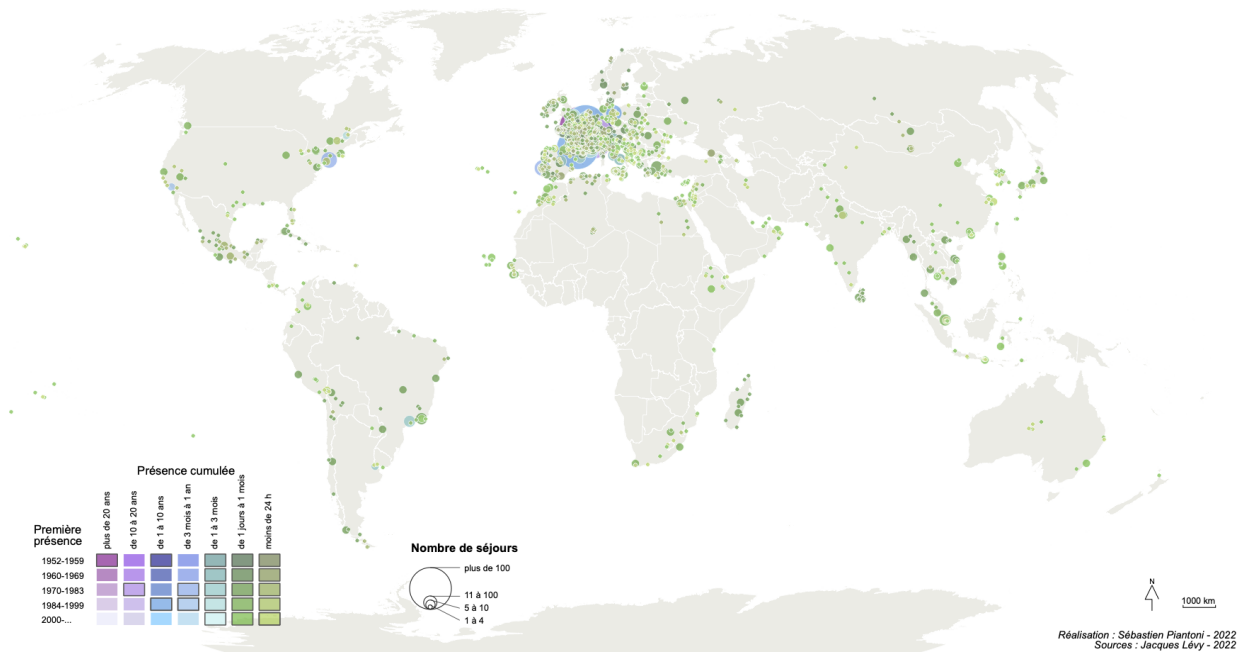 Présence cumulée
plus de 20 ans
de 10 à 20 ans
de 1 à 10 ans
de 3 mois à 1 an
de 1 à 3 mois
de 1 jours à 1 mois
moins de 24 h
Première
présence
1952-1959
1960-1969
1970-1983
1984-1999
2000-...
Nombre de séjours
plus de 100
11 à 100
5 à 10
1 à 4
N
1000 km
Réalisation : Sébastien Piantoni - 2022
Sources : Jacques Lévy - 2022